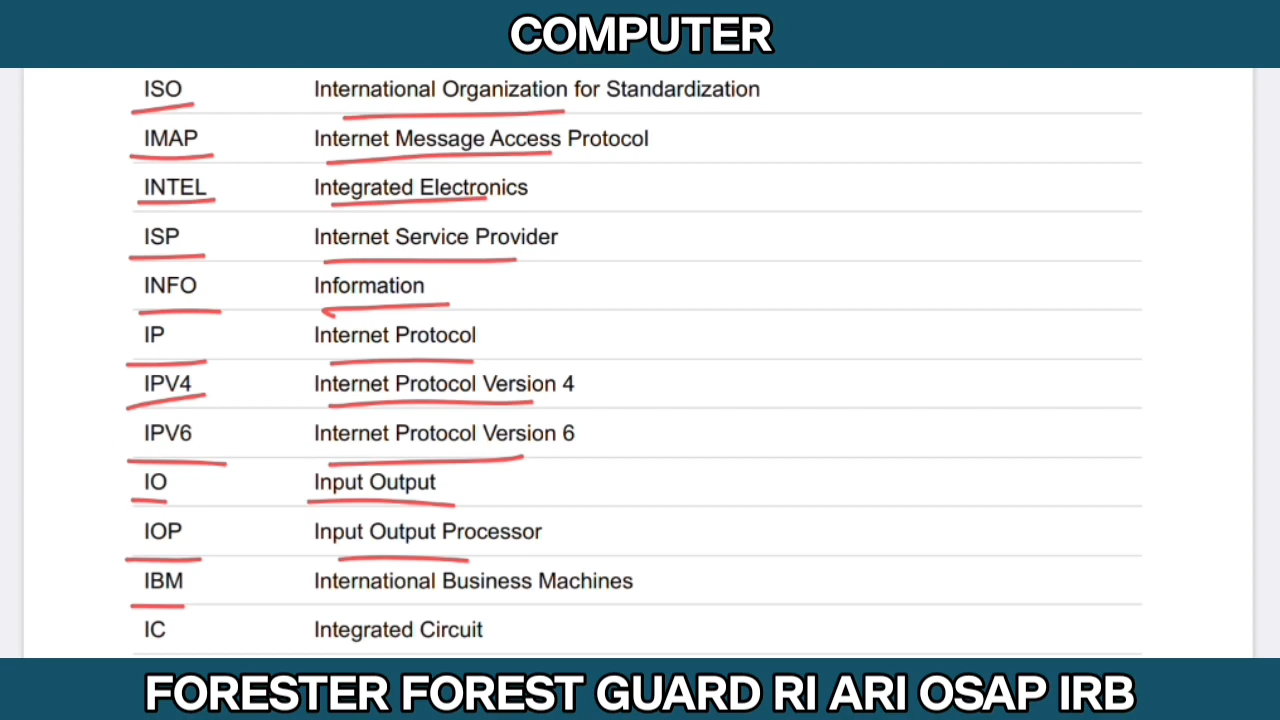 COMPUTER
ISO International Organization for Standardization
IMAP Internet Message Access Protocol
INTEL Integrated Electronics
ISP Internet Service Provider
INFO Information
IP Internet Protocol
IPV4 Internet Protocol Version 4
IPV6 Internet Protocol Version 6
IO Input Output
IOP Input Output Processor
IBM International Business Machines
IC Integrated Circuit
FORESTER FOREST GUARD RI ARI OSAP IRB